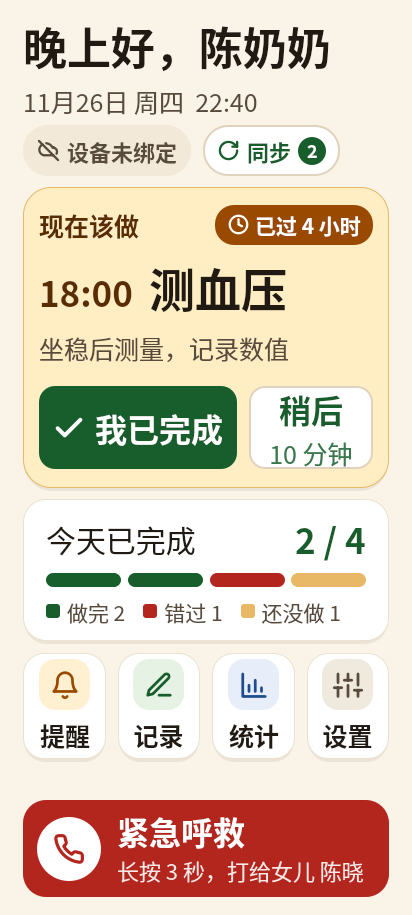 晚上好，陈奶奶
11月26日 周四 22:40
设备未绑定
同步 2
现在该做
已过 4 小时
18:00 测血压
坐稳后测量，记录数值
我已完成
稍后
10 分钟
今天已完成 2 / 4
做完 2 错过 1 还没做 1
提醒 记录 统计 设置
紧急呼救
长按 3 秒，打给女儿 陈晓